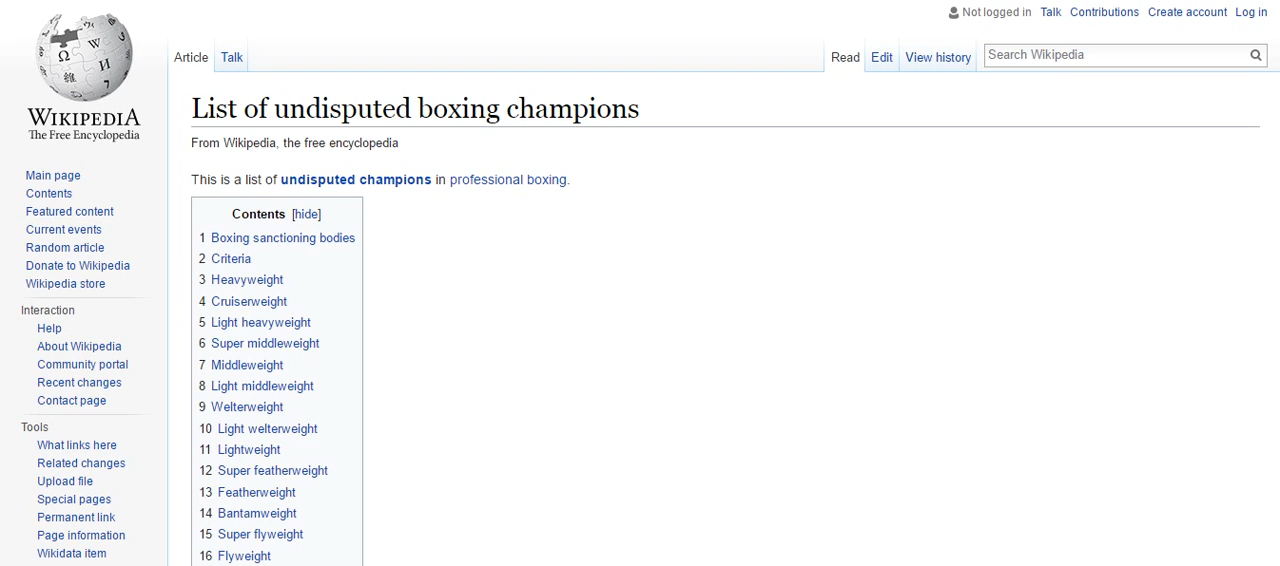 Not logged in Talk Contributions Create account Log in
Article Talk Read Edit View history Search Wikipedia
WIKIPEDIA
The Free Encyclopedia
Main page
Contents
Featured content
Current events
Random article
Donate to Wikipedia
Wikipedia store
Interaction
Help
About Wikipedia
Community portal
Recent changes
Contact page
Tools
What links here
Related changes
Upload file
Special pages
Permanent link
Page information
Wikidata item
List of undisputed boxing champions
From Wikipedia, the free encyclopedia
This is a list of undisputed champions in professional boxing.
Contents [hide]
1 Boxing sanctioning bodies
2 Criteria
3 Heavyweight
4 Cruiserweight
5 Light heavyweight
6 Super middleweight
7 Middleweight
8 Light middleweight
9 Welterweight
10 Light welterweight
11 Lightweight
12 Super featherweight
13 Featherweight
14 Bantamweight
15 Super flyweight
16 Flyweight